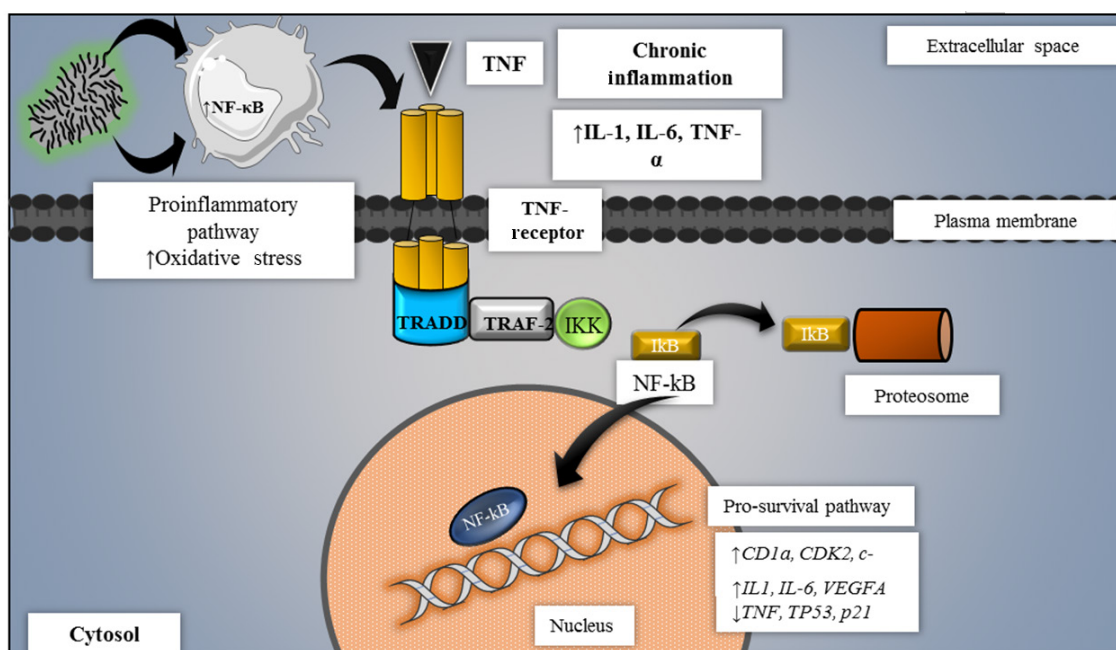 Extracellular space
TNF
Chronic
inflammation
↑NF-κB
↑IL-1, IL-6, TNF-
α
Proinflammatory
pathway
↑Oxidative stress
TNF-
receptor
Plasma membrane
TRADD
TRAF-2
IKK
IkB
NF-kB
IkB
Proteosome
NF-kB
Pro-survival pathway
↑CD1a, CDK2, c-
↑IL1, IL-6, VEGFA
↓TNF, TP53, p21
Nucleus
Cytosol